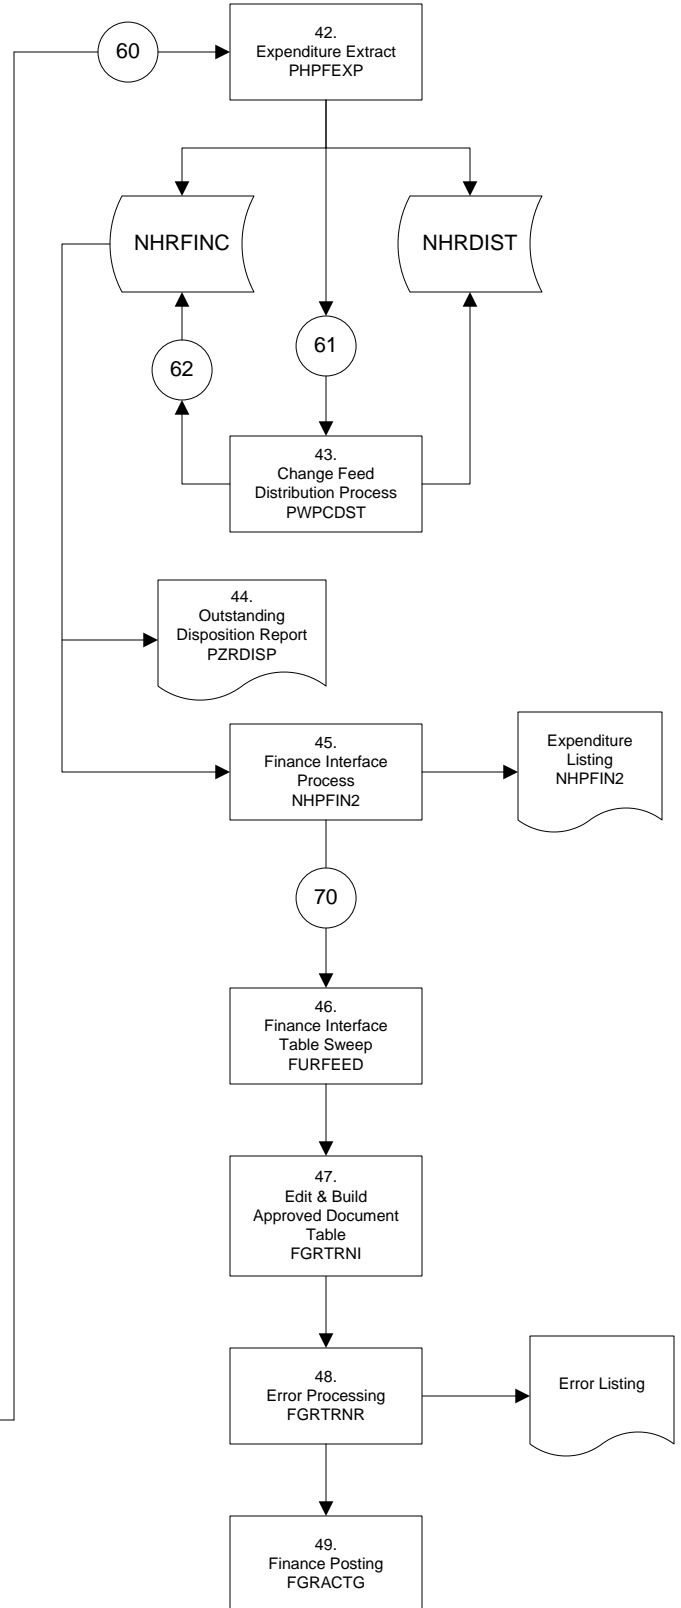 60
42.
Expenditure Extract
PHPFEXP
NHRFINC
NHRDIST
61
62
43.
Change Feed
Distribution Process
PWPCDST
44.
Outstanding
Disposition Report
PZRDISP
45.
Finance Interface
Process
NHPFIN2
Expenditure
Listing
NHPFIN2
70
46.
Finance Interface
Table Sweep
FURFEED
47.
Edit & Build
Approved Document
Table
FGRTRNI
48.
Error Processing
FGRTRNR
Error Listing
49.
Finance Posting
FGRACTG